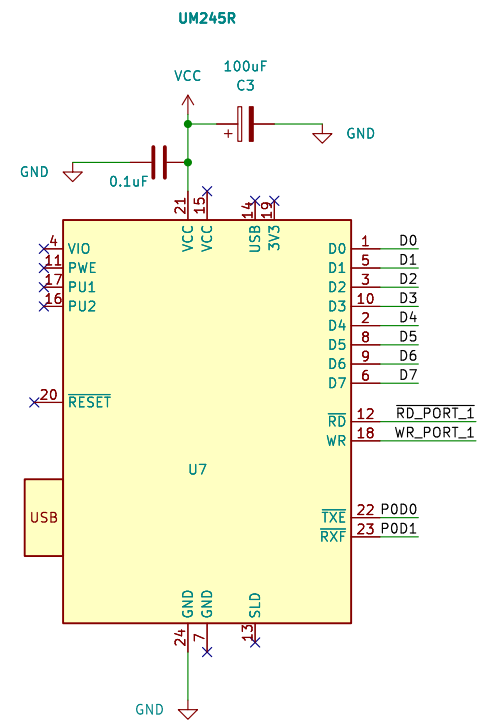 UM245R
100uF
VCC
C3
GND
GND
0.1uF
21
15
14
19
VCC
VCC
USB
3V3
4 VIO
D0 1 D0
11 PWE
D1 5 D1
17 PU1
D2 3 D2
16 PU2
D3 10 D3
D4 2 D4
D5 8 D5
D6 9 D6
D7 6 D7
20 RESET
RD 12 RD_PORT_1
WR 18 WR_PORT_1
U7
USB
TXE 22 P0D0
RXF 23 P0D1
GND
GND
SLD
24
7
13
GND